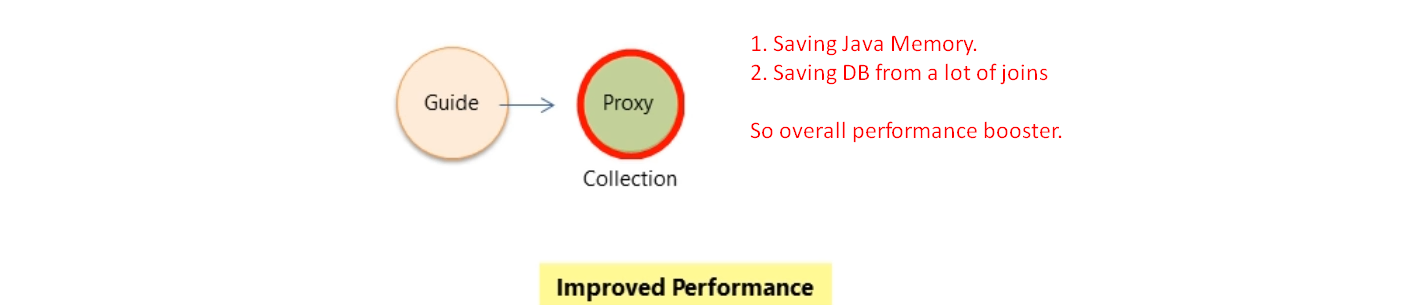 Guide
Proxy
Collection
1. Saving Java Memory.
2. Saving DB from a lot of joins
So overall performance booster.
Improved Performance